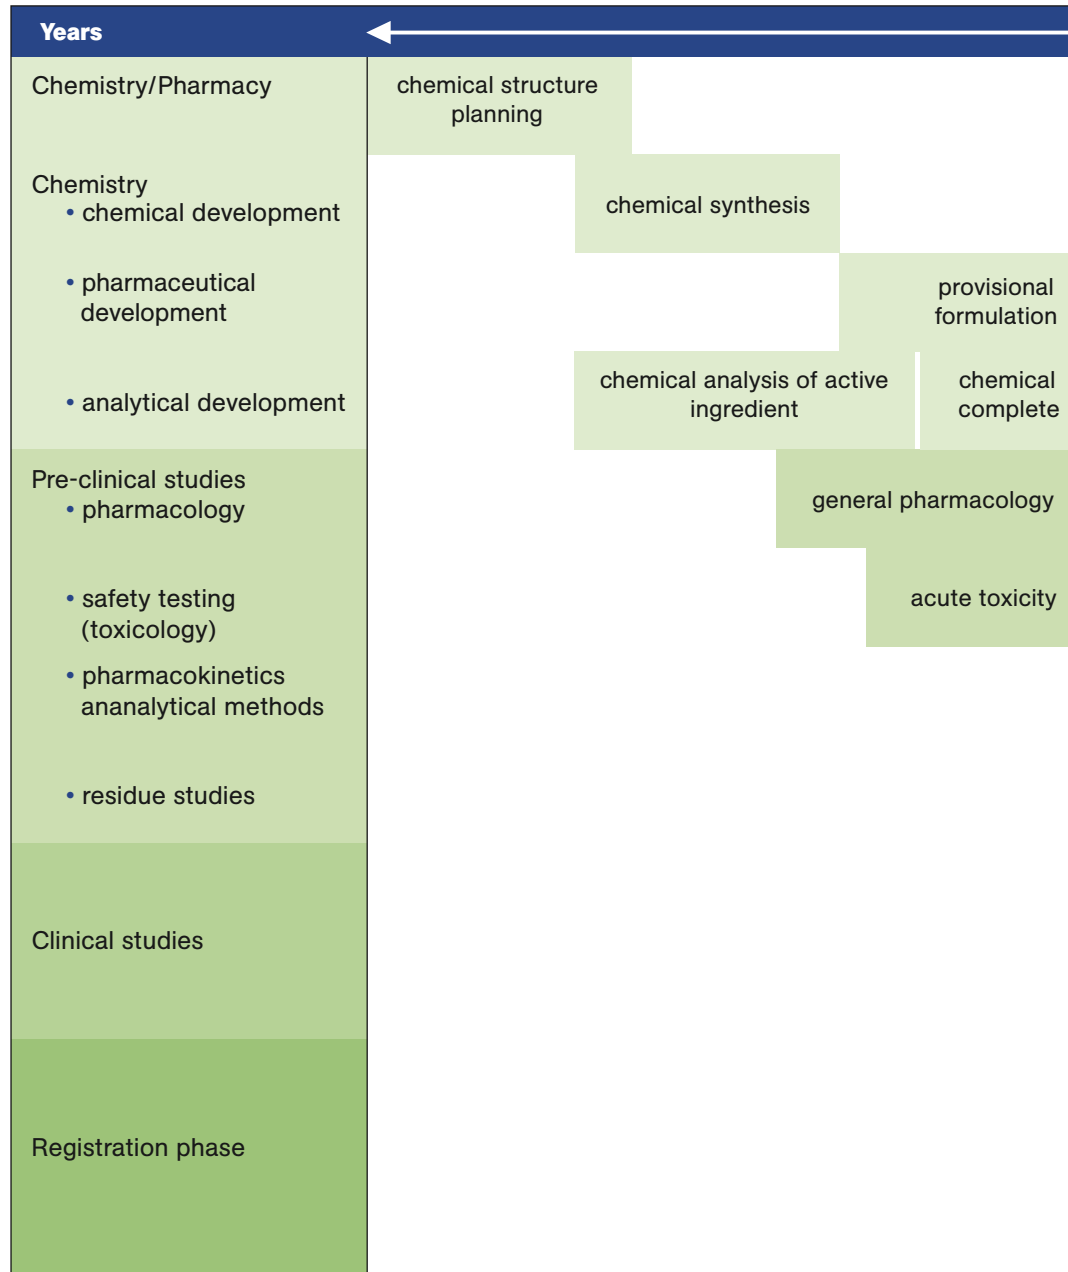 Years
Chemistry/Pharmacy
chemical structure
planning
Chemistry
• chemical development
chemical synthesis
• pharmaceutical
development
provisional
formulation
• analytical development
chemical analysis of active
ingredient
chemical
complete
Pre-clinical studies
• pharmacology
general pharmacology
• safety testing
(toxicology)
acute toxicity
• pharmacokinetics
ananalytical methods
• residue studies
Clinical studies
Registration phase